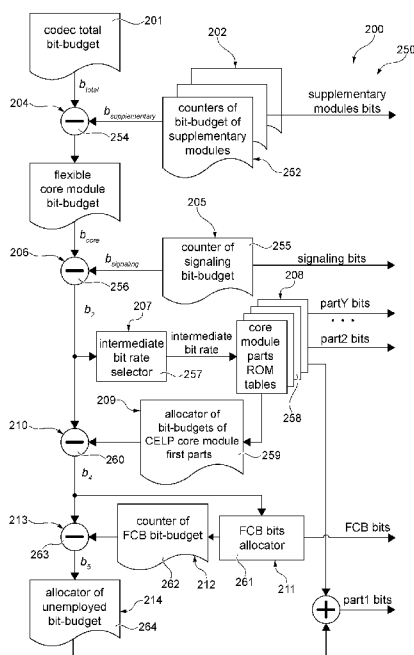 201
codec total
bit-budget
202
200
250
b_total
204
254
b_supplementary
counters of
bit-budget of
supplementary
modules
252
supplementary
modules bits
flexible
core module
bit-budget
205
b_core
206
256
b_signaling
counter of
signaling
bit-budget
255
signaling bits
b_2
207
208
intermediate
bit rate
selector
257
intermediate
bit rate
core
module
parts
ROM
tables
258
partY bits
part2 bits
209
allocator of
bit-budgets of
CELP core module
first parts
259
210
260
b_4
213
263
counter of
FCB bit-budget
262
212
FCB bits
allocator
261
211
FCB bits
b_5
allocator of
unemployed
bit-budget
214
264
part1 bits